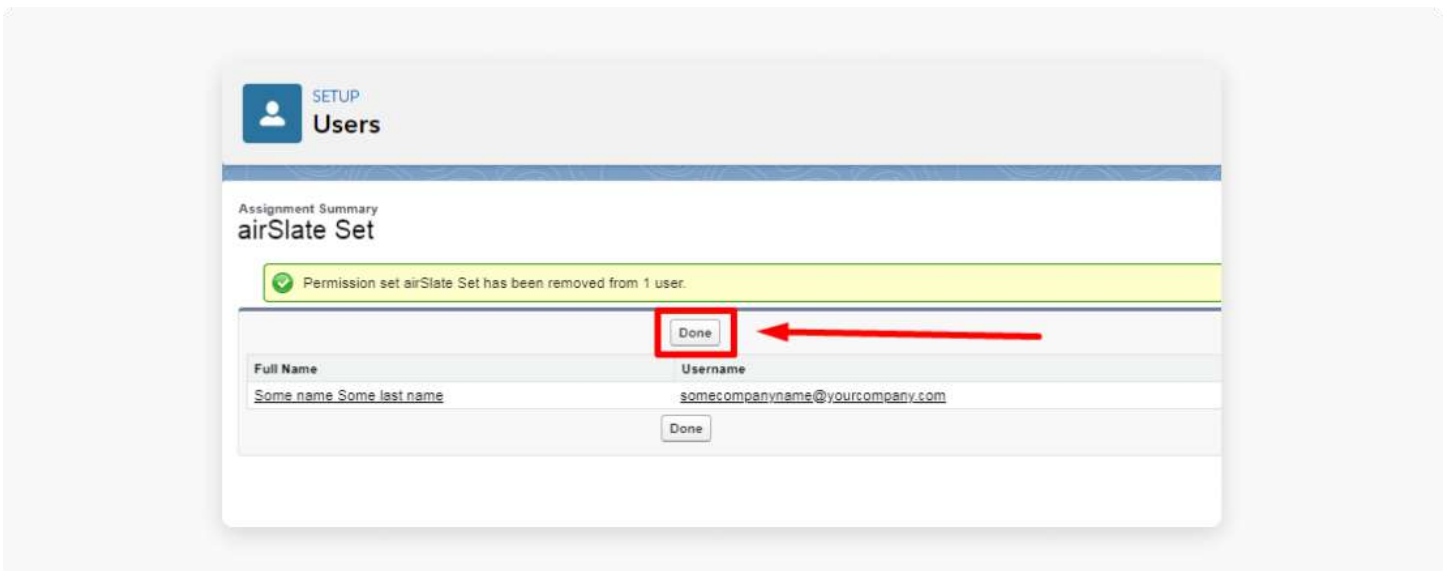 SETUP
Users
Assignment Summary
airSlate Set
Permission set airSlate Set has been removed from 1 user.
Done
Full Name Username
Some name Some last name somecompanyname@yourcompany.com
Done